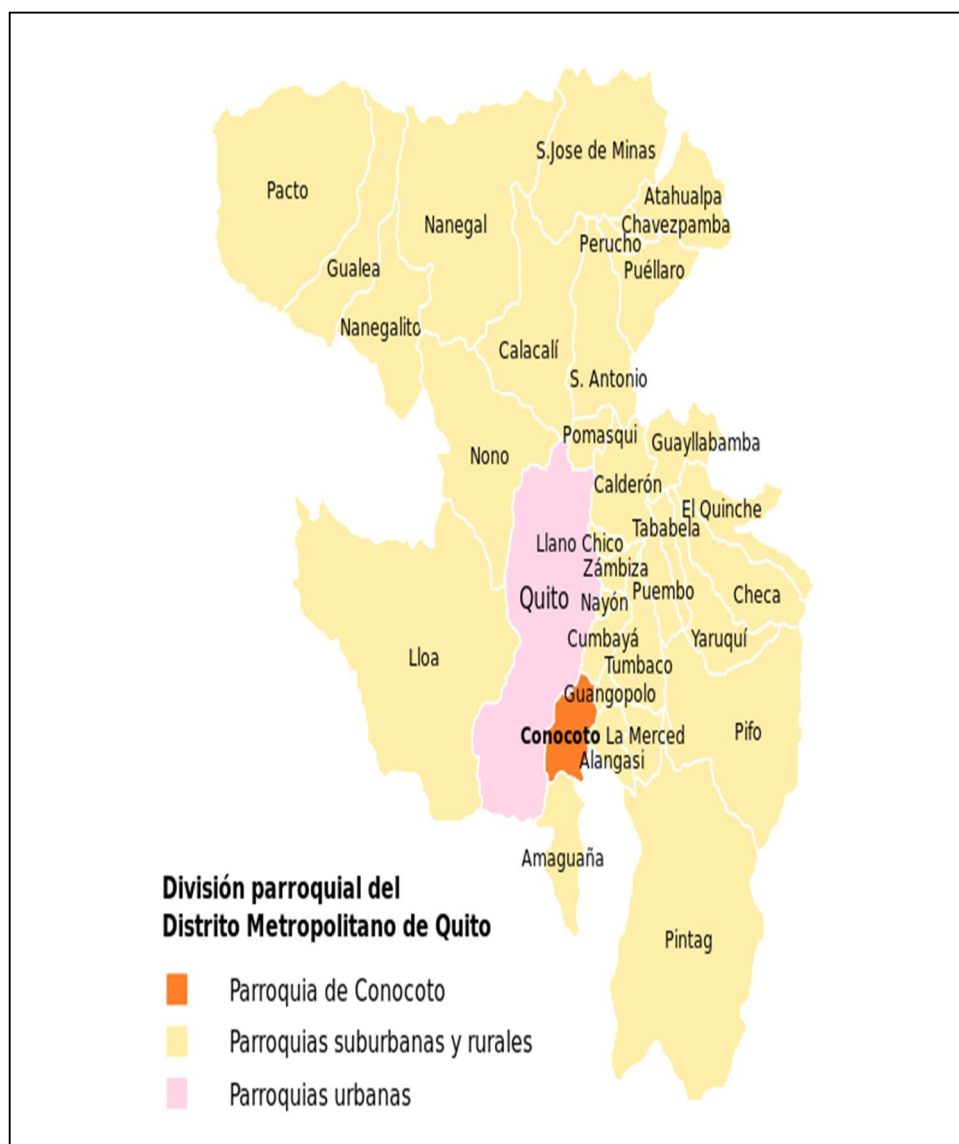 S.Jose de Minas
Pacto
Atahualpa
Nanegal
Chavezpamba
Perucho
Gualea
Puéllaro
Nanegalito
Calacalí
S. Antonio
Pomasqui
Guayllabamba
Nono
Calderón
El Quinche
Tababela
Llano Chico
Zámbiza
Puembo
Checa
Quito
Nayón
Cumbayá
Yaruquí
Lloa
Tumbaco
Guangopolo
Pifo
Conocoto
La Merced
Alangasi
Amaguaña
Pintag
División parroquial del
Distrito Metropolitano de Quito
Parroquia de Conocoto
Parroquias suburbanas y rurales
Parroquias urbanas